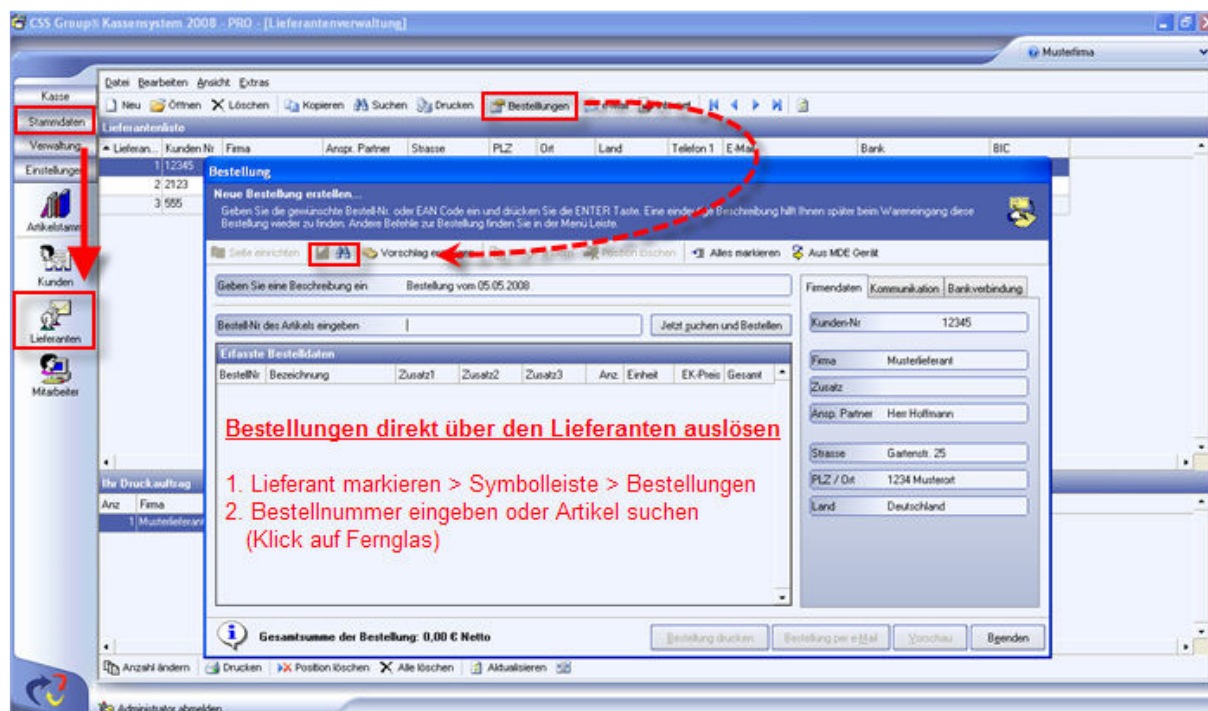 CSS Group® Kassensystem 2008 - PRO - [Lieferantenverwaltung]
Musterfirma
Datei Bearbeiten Ansicht Extras
Kasse
Neu Öffnen Löschen Kopieren Suchen Drucken Bestellungen
Stammdaten
Lieferantenliste
Verwaltung
Lieferan... Kunden Nr Firma Anspr. Partner Strasse PLZ Ort Land Telefon 1 E-Mail Bank BIC
Einstellungen
1 12345
2 2123
3 555
Artikelstamm
Kunden
Lieferanten
Mitarbeiter
Bestellung
Neue Bestellung erstellen...
Geben Sie die gewünschte Bestell-Nr. oder EAN Code ein und drücken Sie die ENTER Taste. Eine Beschreibung hilft Ihnen später beim Wareneingang diese
Bestellung wieder zu finden. Andere Befehle zur Bestellung finden Sie in der Menü Leiste.
Seite einrichten Vorschlag Position löschen Alles markieren Aus MDE Gerät
Geben Sie eine Beschreibung ein Bestellung vom 05.05.2008
Bestell-Nr des Artikels eingeben Jetzt suchen und Bestellen
Erfasste Bestelldaten
BestellNr Bezeichnung Zusatz1 Zusatz2 Zusatz3 Anz Einheit EK-Preis Gesamt
Bestellungen direkt über den Lieferanten auslösen
1. Lieferant markieren > Symbolleiste > Bestellungen
2. Bestellnummer eingeben oder Artikel suchen
(Klick auf Fernglas)
Firmendaten Kommunikation Bankverbindung
Kunden-Nr 12345
Firma Musterlieferant
Zusatz
Ansp. Partner Herr Hoffmann
Strasse Gartenstr. 25
PLZ / Ort 1234 Musterort
Land Deutschland
Gesamtsumme der Bestellung: 0,00 € Netto
Bestellung drucken Bestellung per e-Mail Vorschau Beenden
Ihr Druckauftrag
Anz Firma
1 Musterlieferant
Anzahl ändern Drucken Position löschen Alle löschen Aktualisieren
Administrator abmelden